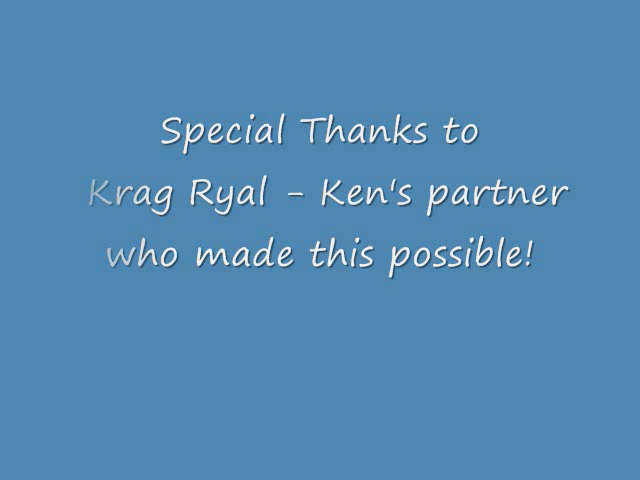 Special Thanks to
Krag Ryal - Ken's partner
who made this possible!